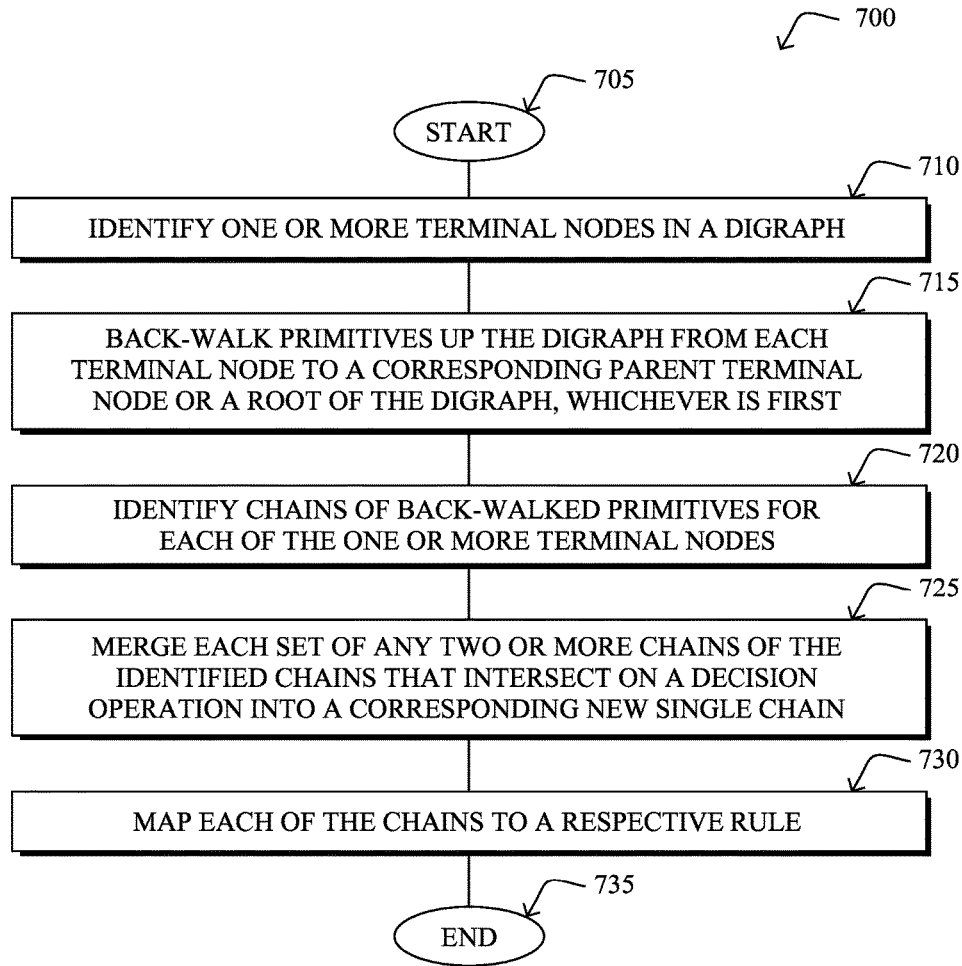 700
705
START
710
IDENTIFY ONE OR MORE TERMINAL NODES IN A DIGRAPH
715
BACK-WALK PRIMITIVES UP THE DIGRAPH FROM EACH
TERMINAL NODE TO A CORRESPONDING PARENT TERMINAL
NODE OR A ROOT OF THE DIGRAPH, WHICHEVER IS FIRST
720
IDENTIFY CHAINS OF BACK-WALKED PRIMITIVES FOR
EACH OF THE ONE OR MORE TERMINAL NODES
725
MERGE EACH SET OF ANY TWO OR MORE CHAINS OF THE
IDENTIFIED CHAINS THAT INTERSECT ON A DECISION
OPERATION INTO A CORRESPONDING NEW SINGLE CHAIN
730
MAP EACH OF THE CHAINS TO A RESPECTIVE RULE
735
END